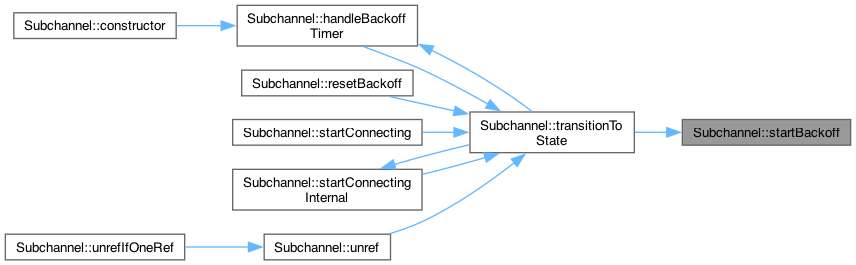 Subchannel::constructor
Subchannel::handleBackoff
Timer
Subchannel::resetBackoff
Subchannel::startConnecting
Subchannel::startConnecting
Internal
Subchannel::unrefIfOneRef
Subchannel::unref
Subchannel::transitionTo
State
Subchannel::startBackoff